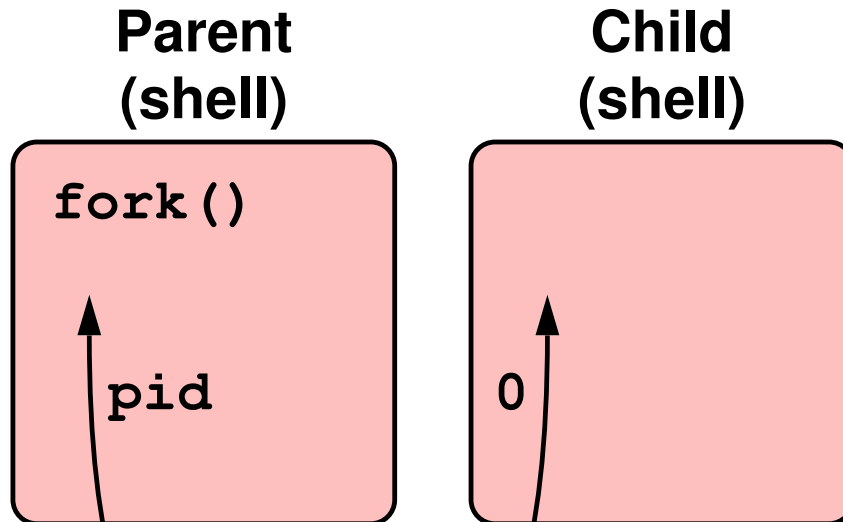 Parent
(shell)
Child
(shell)
fork()
pid
0